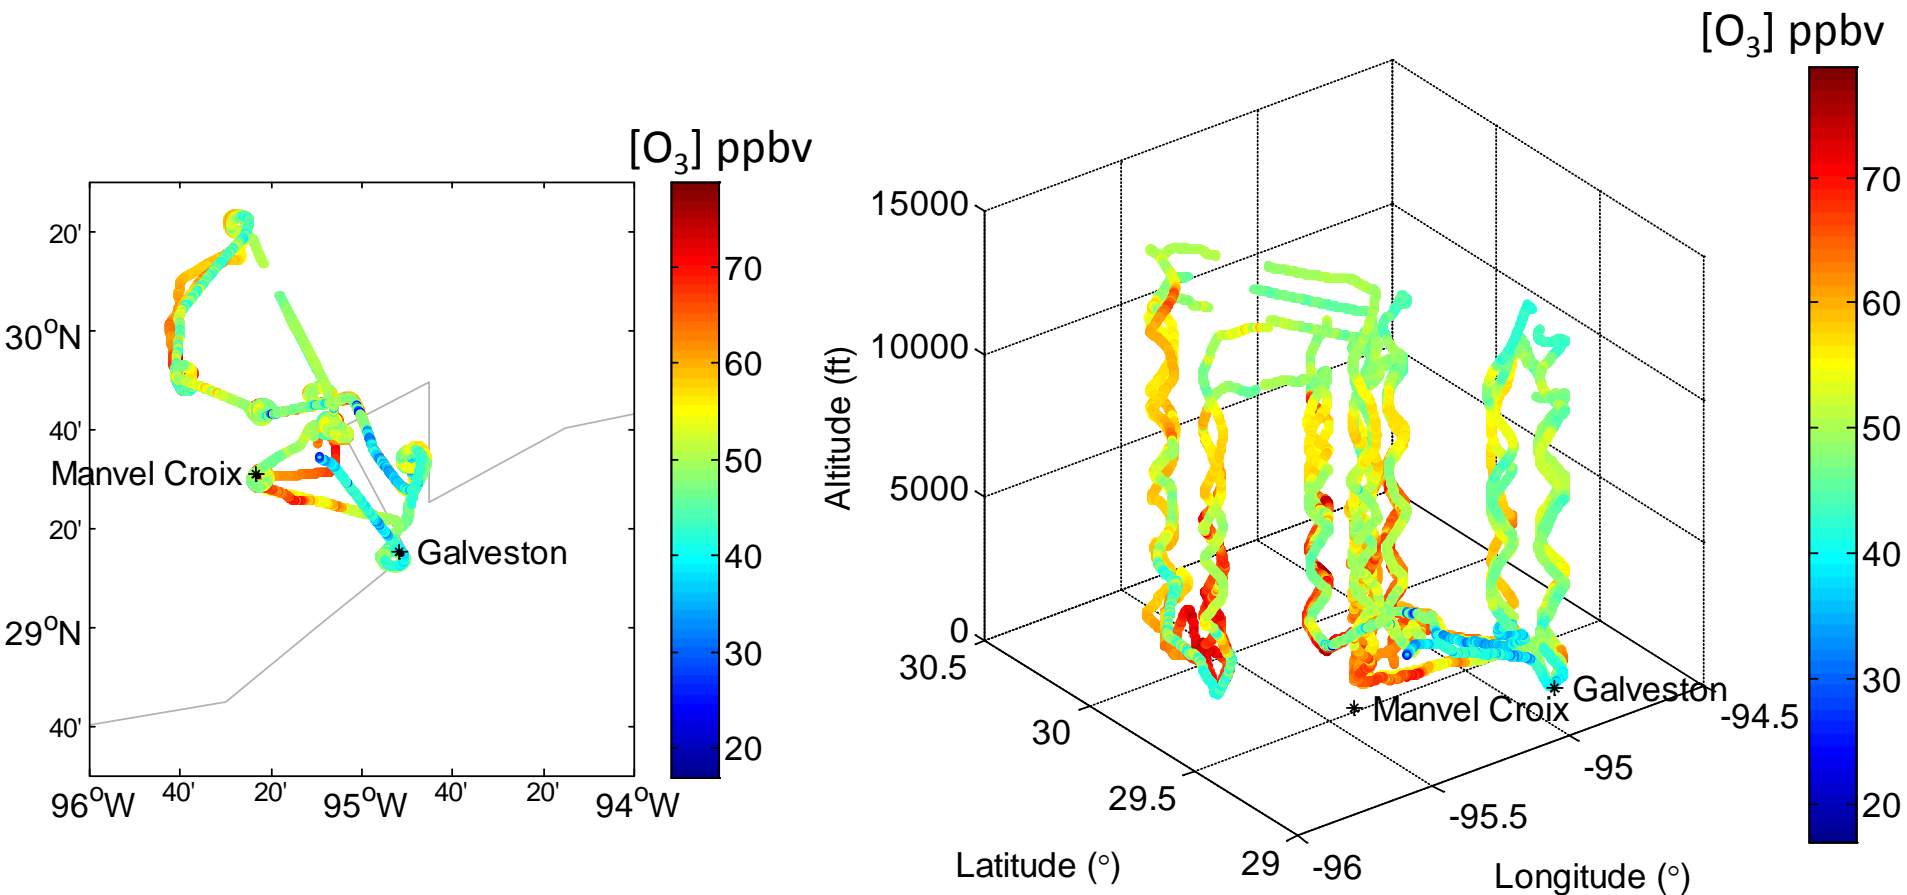 [O₃] ppbv
20'
30°N
40'
20'
29°N
40'
96°W
40'
20'
95°W
40'
20'
94°W
Manvel Croix
Galveston
70
60
50
40
30
20
[O₃] ppbv
15000
10000
5000
0
Altitude (ft)
30.5
30
29.5
29
Latitude (°)
-96
-95.5
-95
-94.5
Longitude (°)
Manvel Croix
Galveston
70
60
50
40
30
20